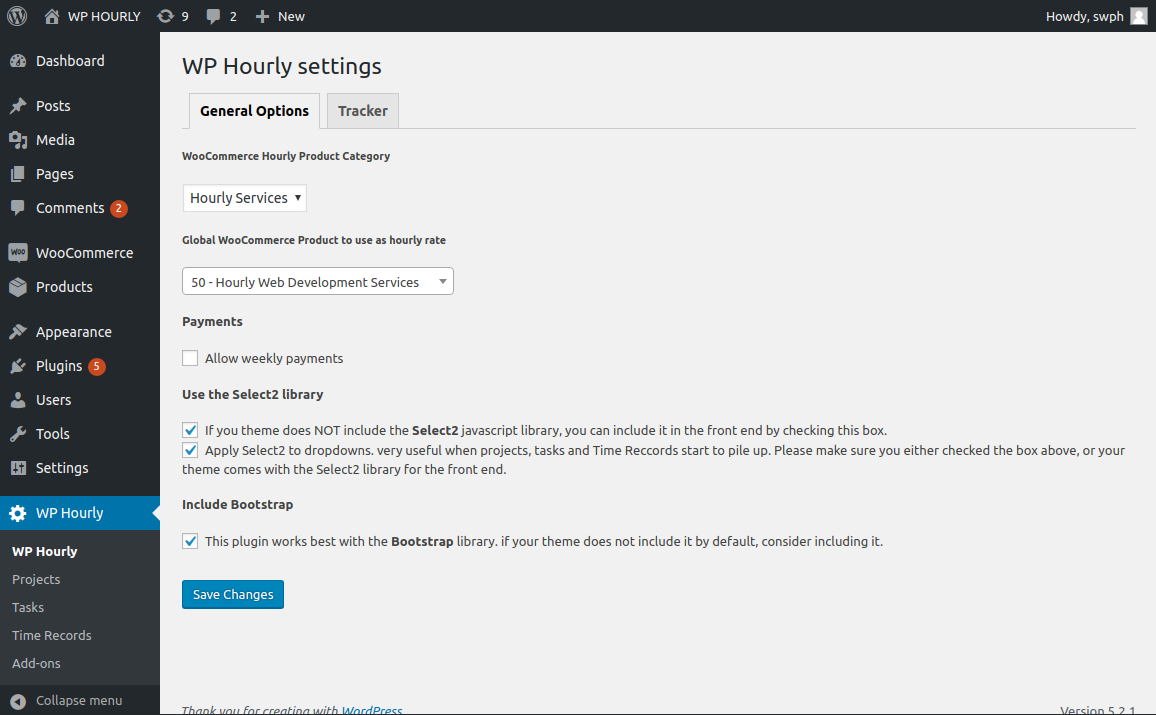 WP HOURLY 9 2 New Howdy, swph
Dashboard
Posts
Media
Pages
Comments 2
WOO WooCommerce
Products
Appearance
Plugins 5
Users
Tools
Settings
WP Hourly
WP Hourly
Projects
Tasks
Time Records
Add-ons
Collapse menu
WP Hourly settings
General Options Tracker
WooCommerce Hourly Product Category
Hourly Services
Global WooCommerce Product to use as hourly rate
50 - Hourly Web Development Services
Payments
Allow weekly payments
Use the Select2 library
If you theme does NOT include the Select2 javascript library, you can include it in the front end by checking this box.
Apply Select2 to dropdowns. very useful when projects, tasks and Time Reccords start to pile up. Please make sure you either checked the box above, or your
theme comes with the Select2 library for the front end.
Include Bootstrap
This plugin works best with the Bootstrap library. if your theme does not include it by default, consider including it.
Save Changes
Thank you for creating with WordPress Version 5.2.1